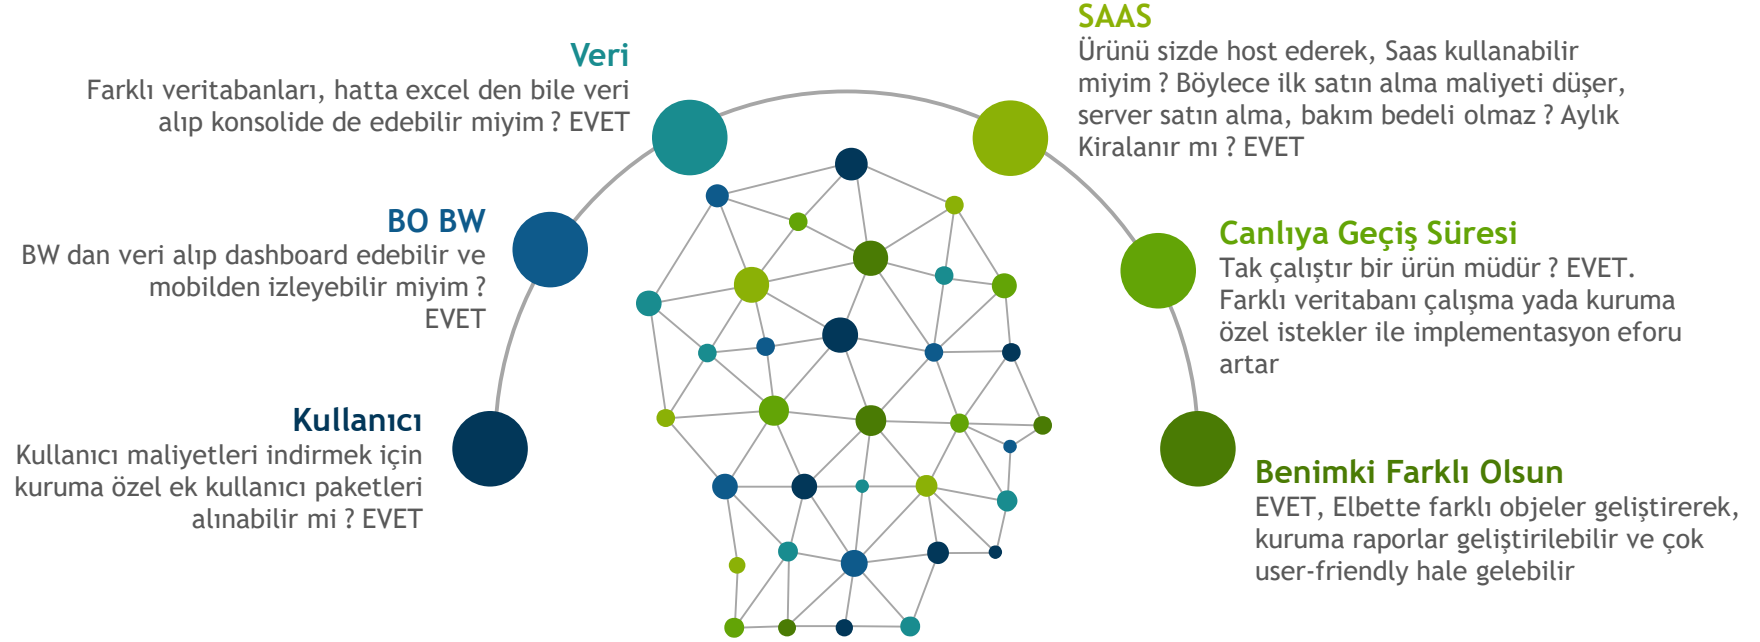 Veri
Farklı veritabanları, hatta excel den bile veri
alıp konsolide de edebilir miyim ? EVET
BO BW
BW dan veri alıp dashboard edebilir ve
mobilden izleyebilir miyim ?
EVET
Kullanıcı
Kullanıcı maliyetleri indirmek için
kuruma özel ek kullanıcı paketleri
alınabilir mi ? EVET
SAAS
Ürünü sizde host ederek, Saas kullanabilir
miyim ? Böylece ilk satın alma maliyeti düşer,
server satın alma, bakım bedeli olmaz ? Aylık
Kiralanır mı ? EVET
Canlıya Geçiş Süresi
Tak çalıştır bir ürün müdür ? EVET.
Farklı veritabanı çalışma yada kuruma
özel istekler ile implementasyon eforu
artar
Benimki Farklı Olsun
EVET, Elbette farklı objeler geliştirerek,
kuruma raporlar geliştirilebilir ve çok
user-friendly hale gelebilir